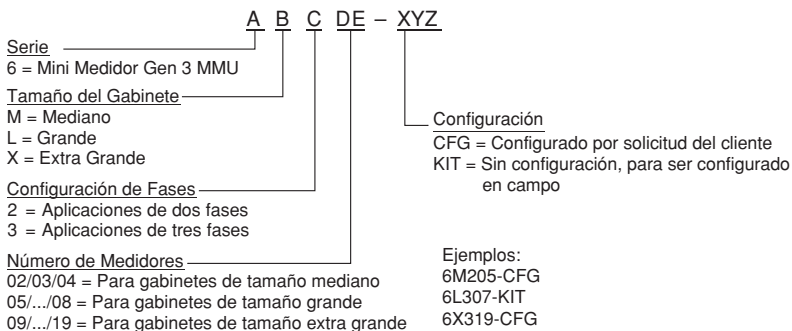 A B C DE – XYZ
Serie
6 = Mini Medidor Gen 3 MMU
Tamaño del Gabinete
M = Mediano
L = Grande
X = Extra Grande
Configuración de Fases
2 = Aplicaciones de dos fases
3 = Aplicaciones de tres fases
Número de Medidores
02/03/04 = Para gabinetes de tamaño mediano
05/.../08 = Para gabinetes de tamaño grande
09/.../19 = Para gabinetes de tamaño extra grande
Configuración
CFG = Configurado por solicitud del cliente
KIT = Sin configuración, para ser configurado
en campo
Ejemplos:
6M205-CFG
6L307-KIT
6X319-CFG